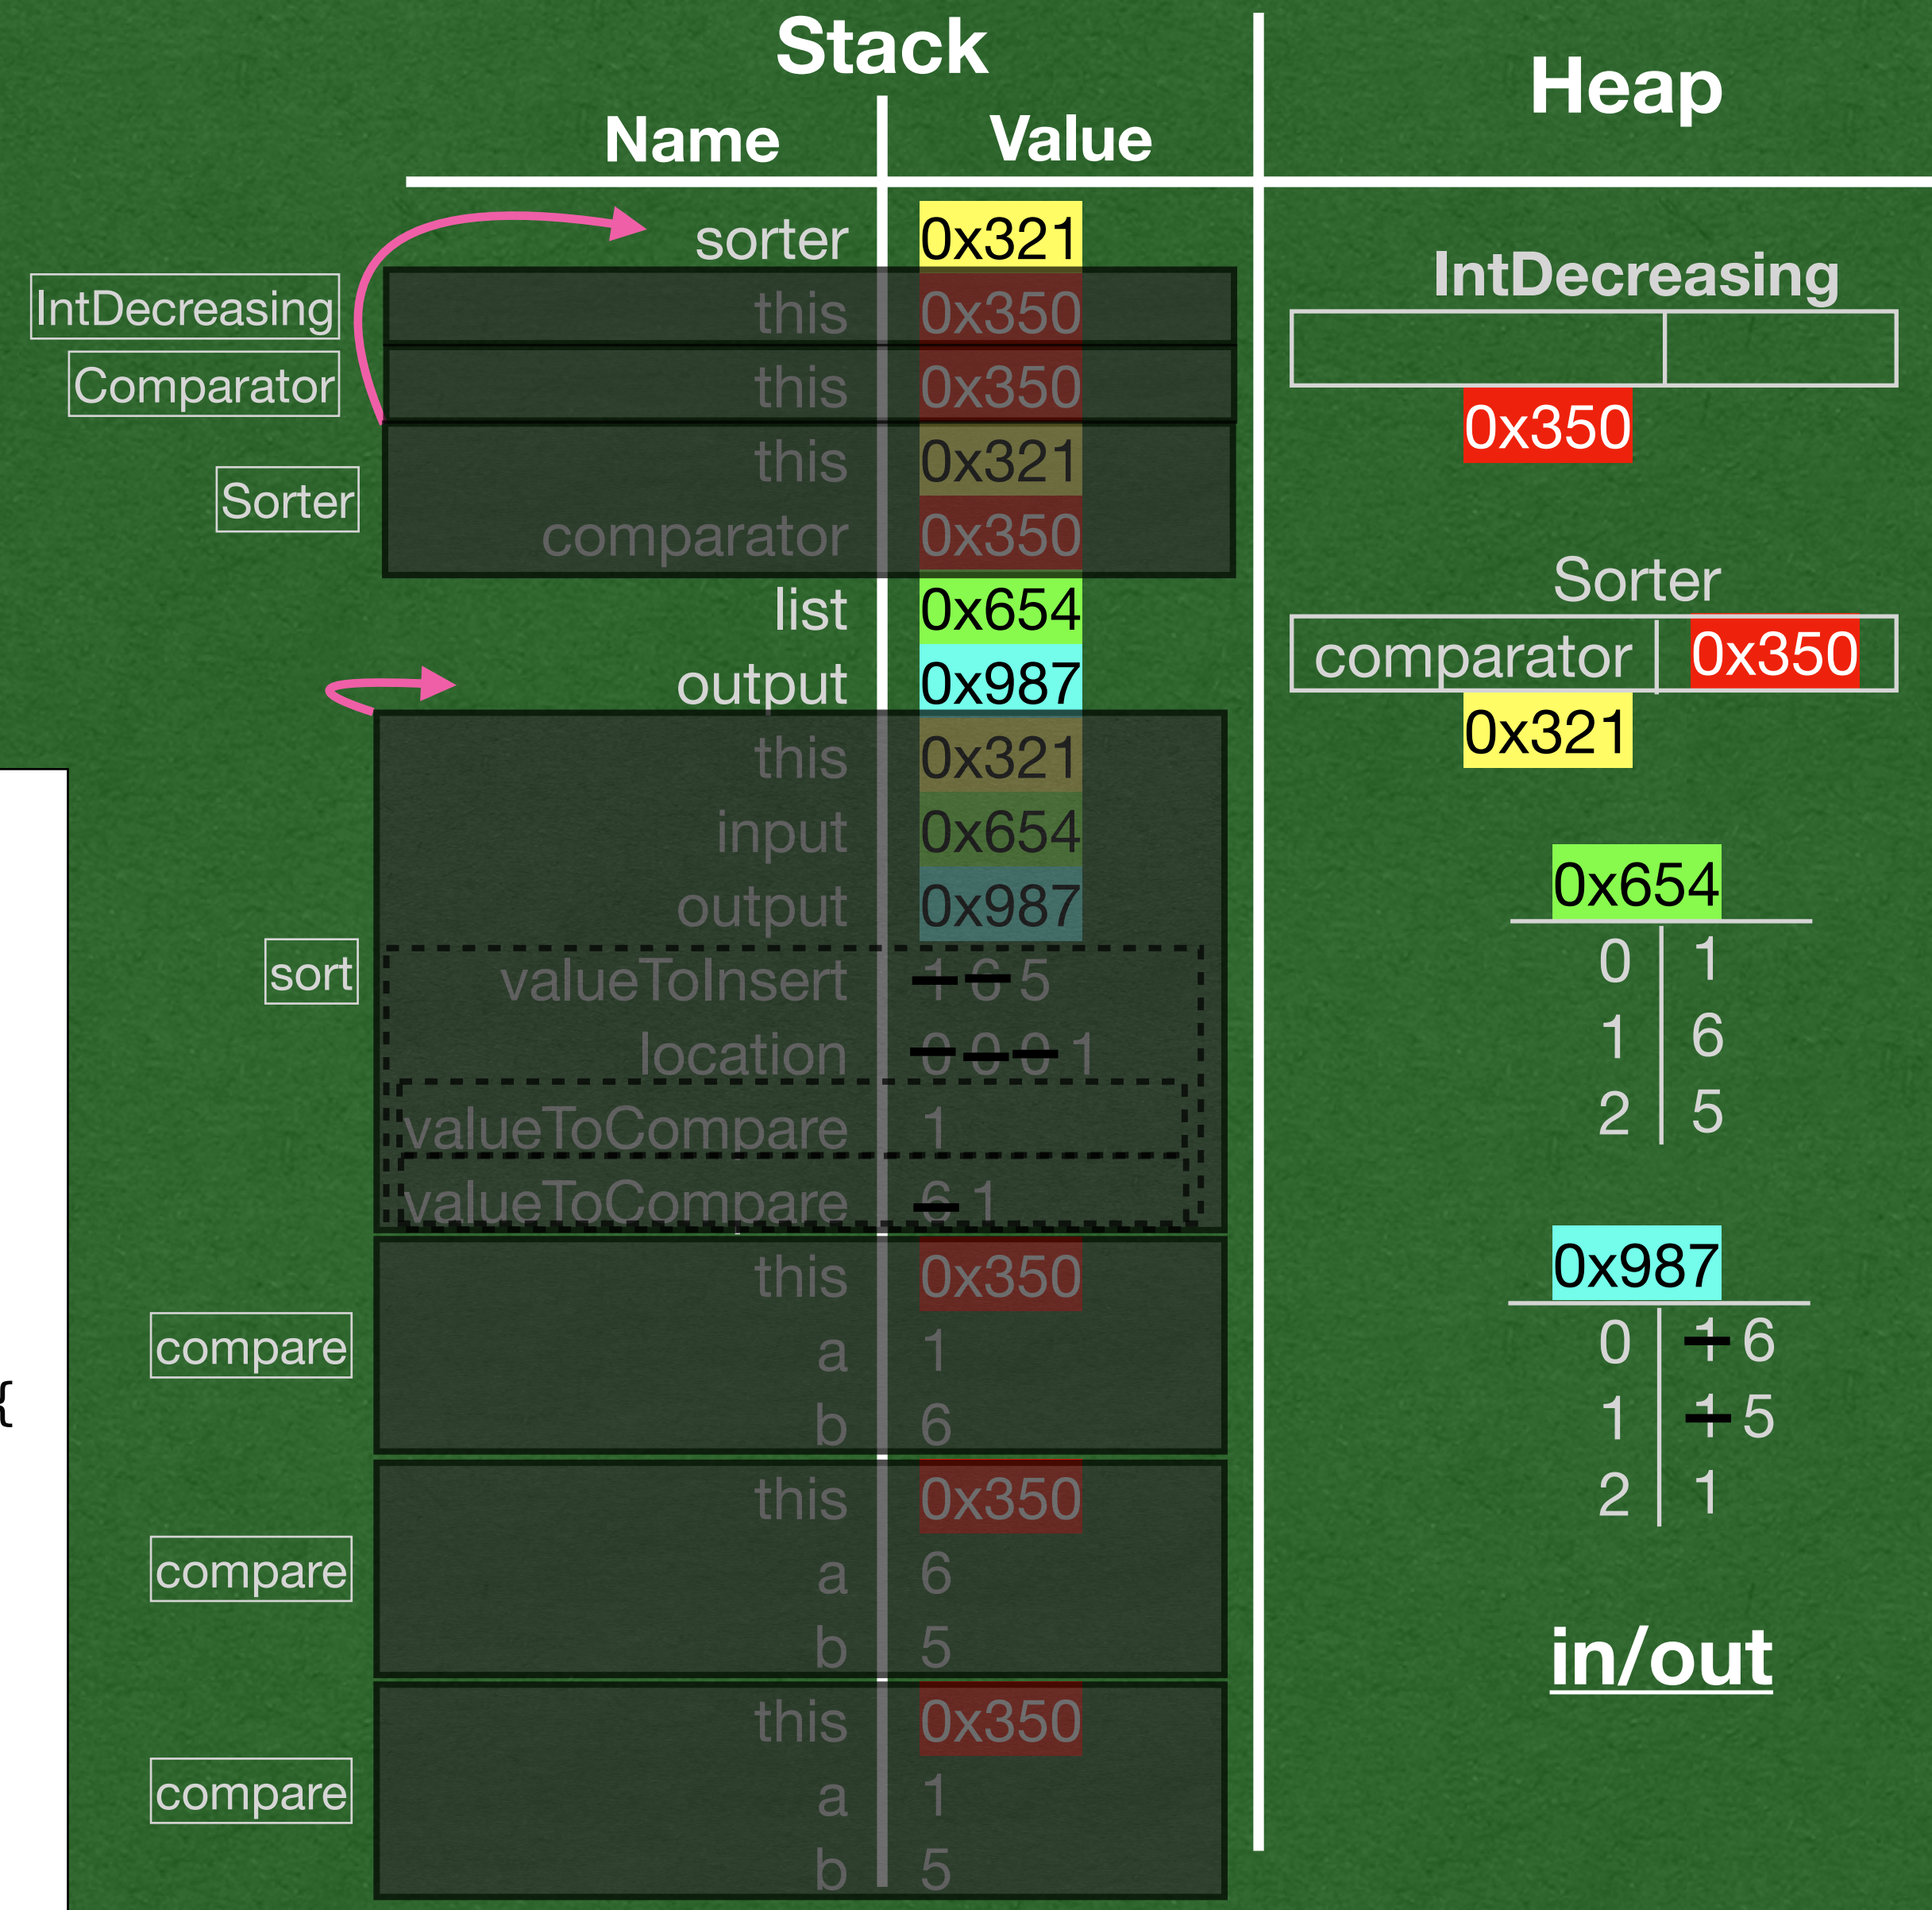 Stack
Heap
Name Value
sorter 0x321
IntDecreasing
IntDecreasing this 0x350
Comparator this 0x350
0x350
this 0x321
Sorter
comparator 0x350
Sorter
list 0x654
comparator 0x350
output 0x987
0x321
this 0x321
input 0x654
0x654
output 0x987
0 1
sort valueToInsert 1 6 5
1 6
location 0 0 0 1
2 5
valueToCompare 1
valueToCompare 6 1
this 0x350
0x987
compare a 1
0 1 6
{
b 6
1 1 5
this 0x350
2 1
compare a 6
b 5
in/out
this 0x350
compare a 1
b 5